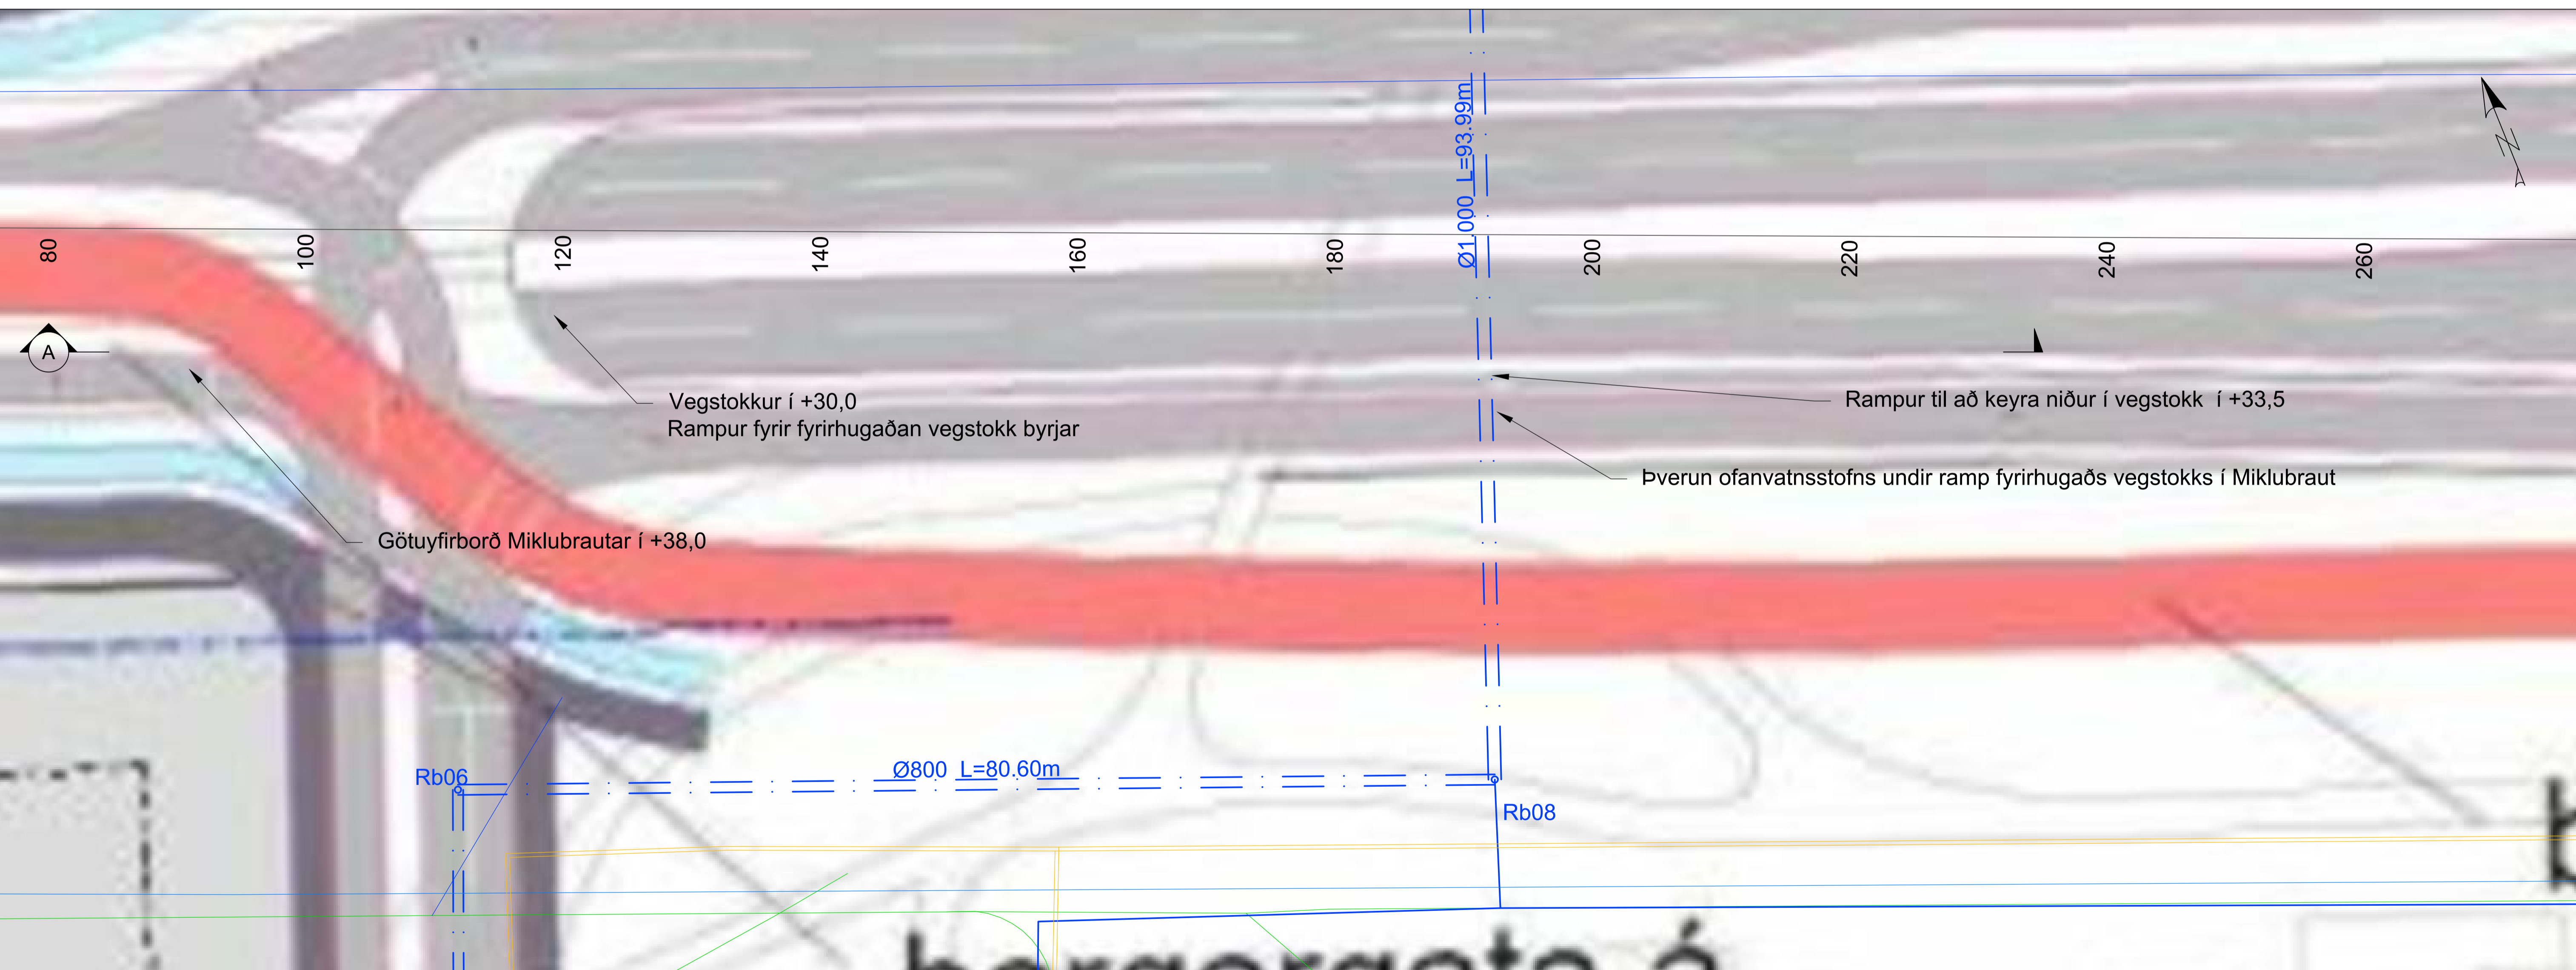 Ø1.000 L=93.99m
N
80
100
120
140
160
180
200
220
240
260
A
Vegstokkur í +30,0
Rampur fyrir fyrirhugaðan vegstokk byrjar
Rampur til að keyra niður í vegstokk í +33,5
Þverun ofanvatnsstofns undir ramp fyrirhugaðs vegstokks í Miklubraut
Götuyfirborð Miklubrautar í +38,0
Rb06
Ø800 L=80.60m
Rb08